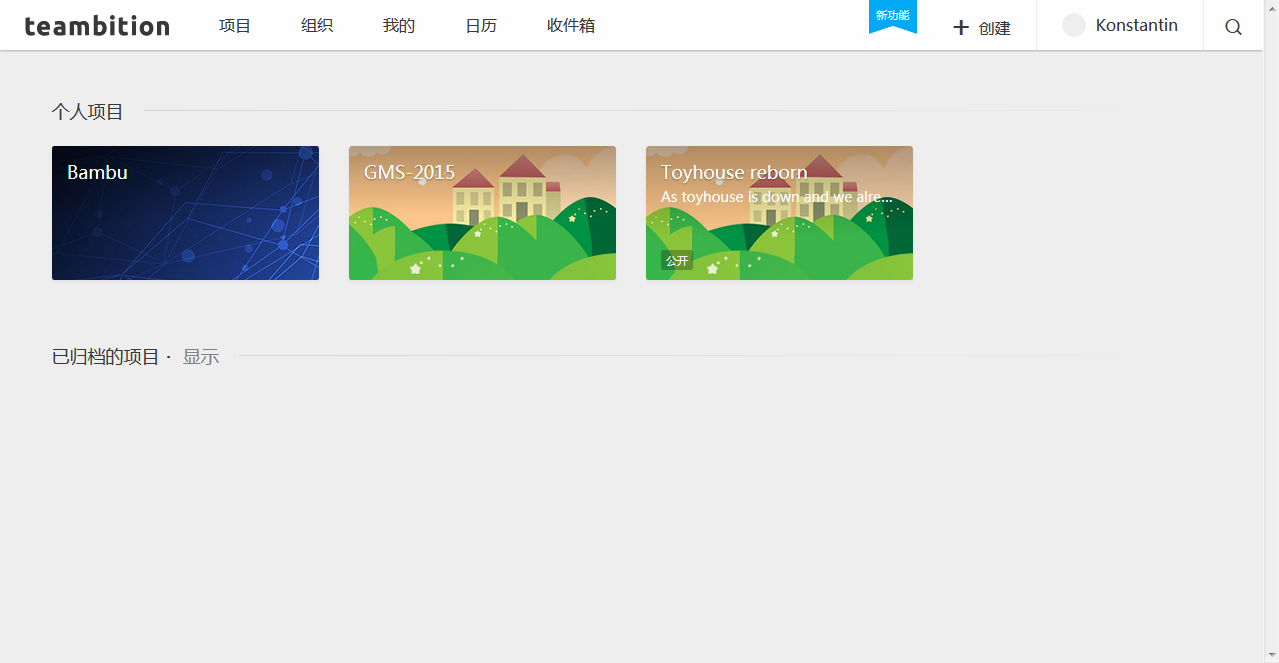 teambition 项目 组织 我的 日历 收件箱 新功能 + 创建 Konstantin
个人项目
Bambu
GMS-2015
Toyhouse reborn
As toyhouse is down and we alre...
公开
已归档的项目 · 显示